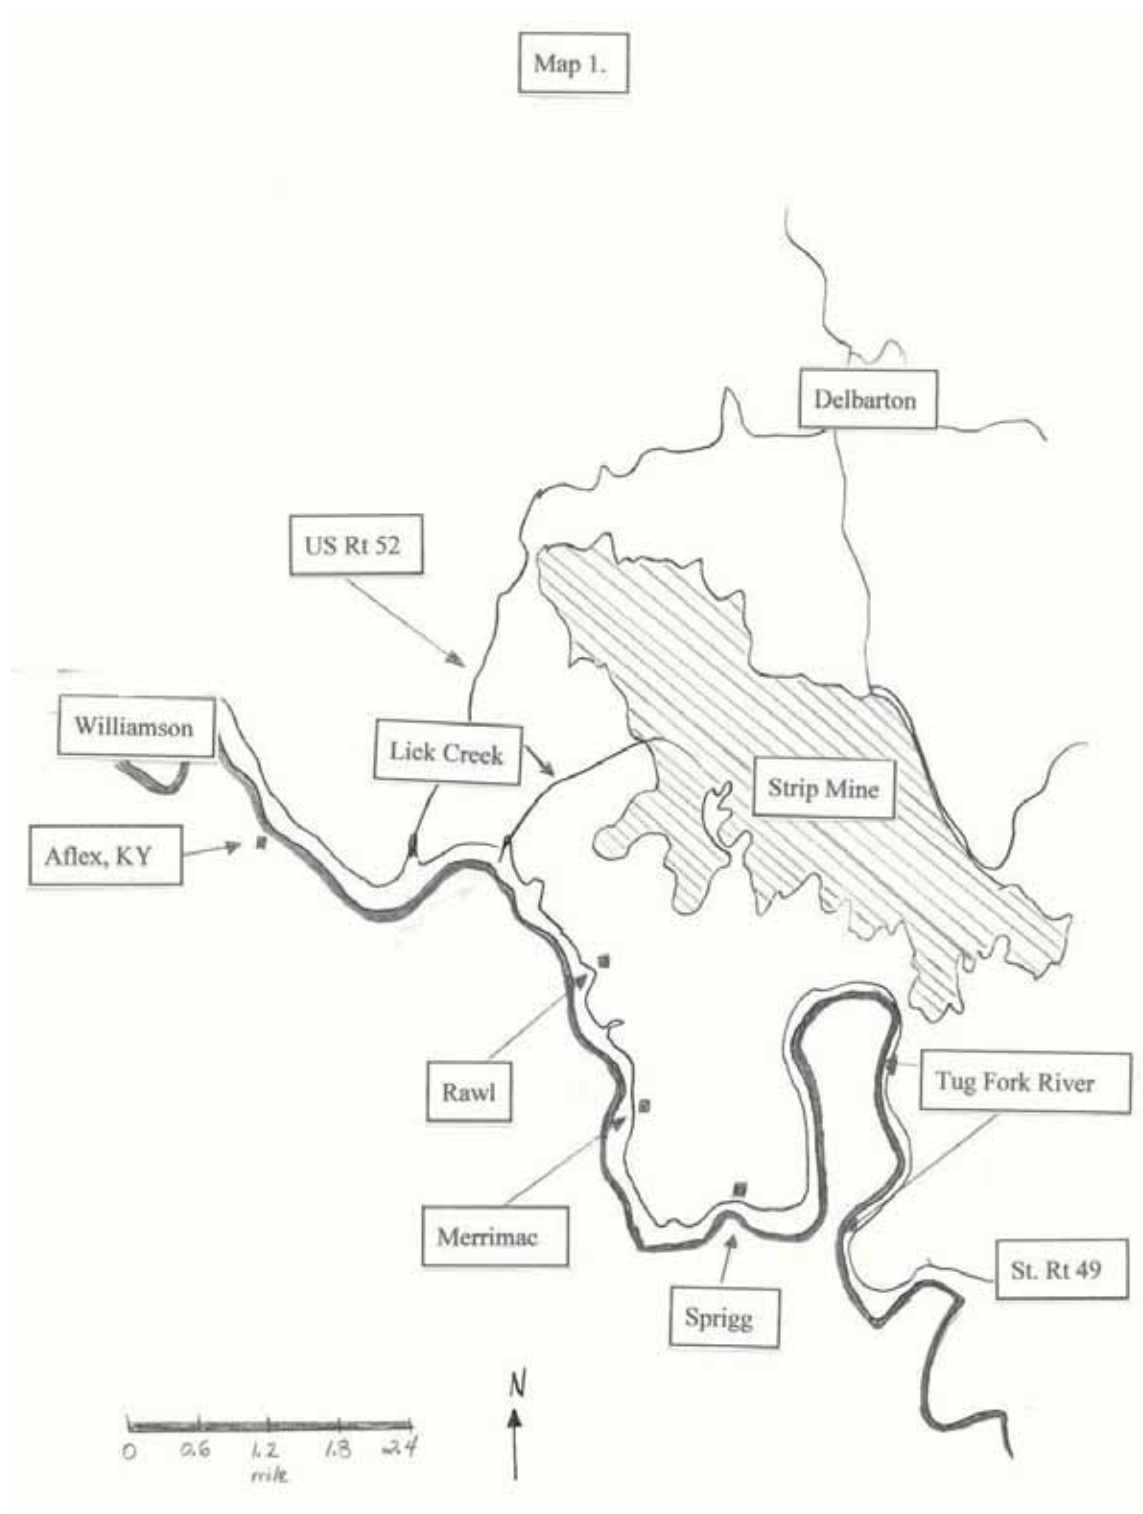 Map 1.
Delbarton
US Rt 52
Williamson
Lick Creek
Strip Mine
Aflex, KY
Rawl
Tug Fork River
Merrimac
St. Rt 49
Sprigg
N
0 0.6 1.2 1.8 2.4
mile